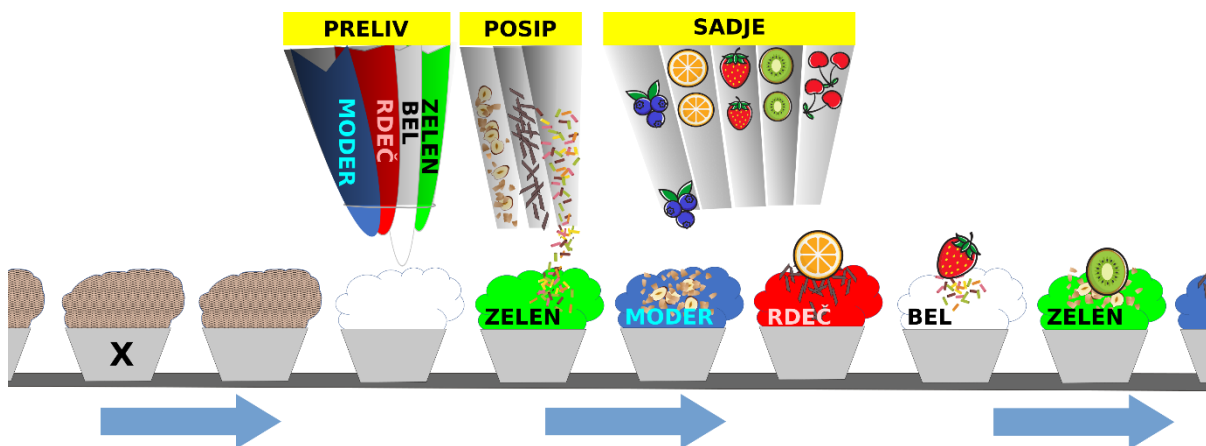 PRELIV
POSIP
SADJE
MODER
RDEČ
BEL
ZELEN
X
ZELEN
MODER
RDEČ
BEL
ZELEN